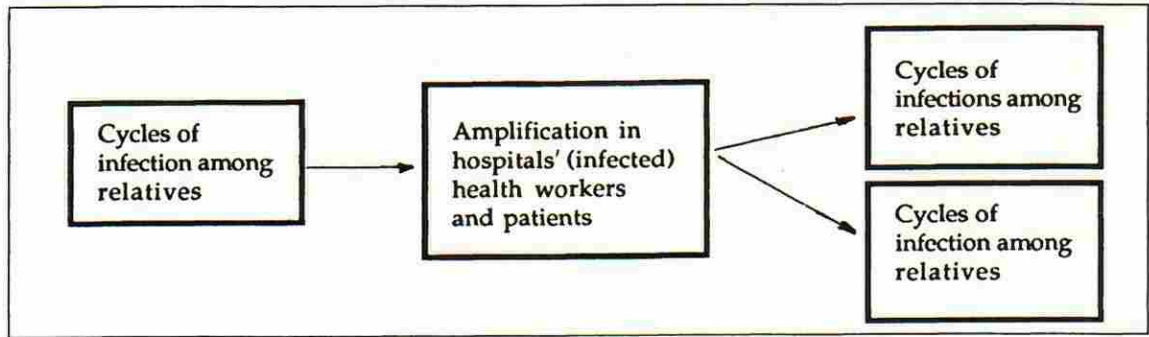 Cycles of
infection among
relatives
Amplification in
hospitals' (infected)
health workers
and patients
Cycles of
infections among
relatives
Cycles of
infection among
relatives